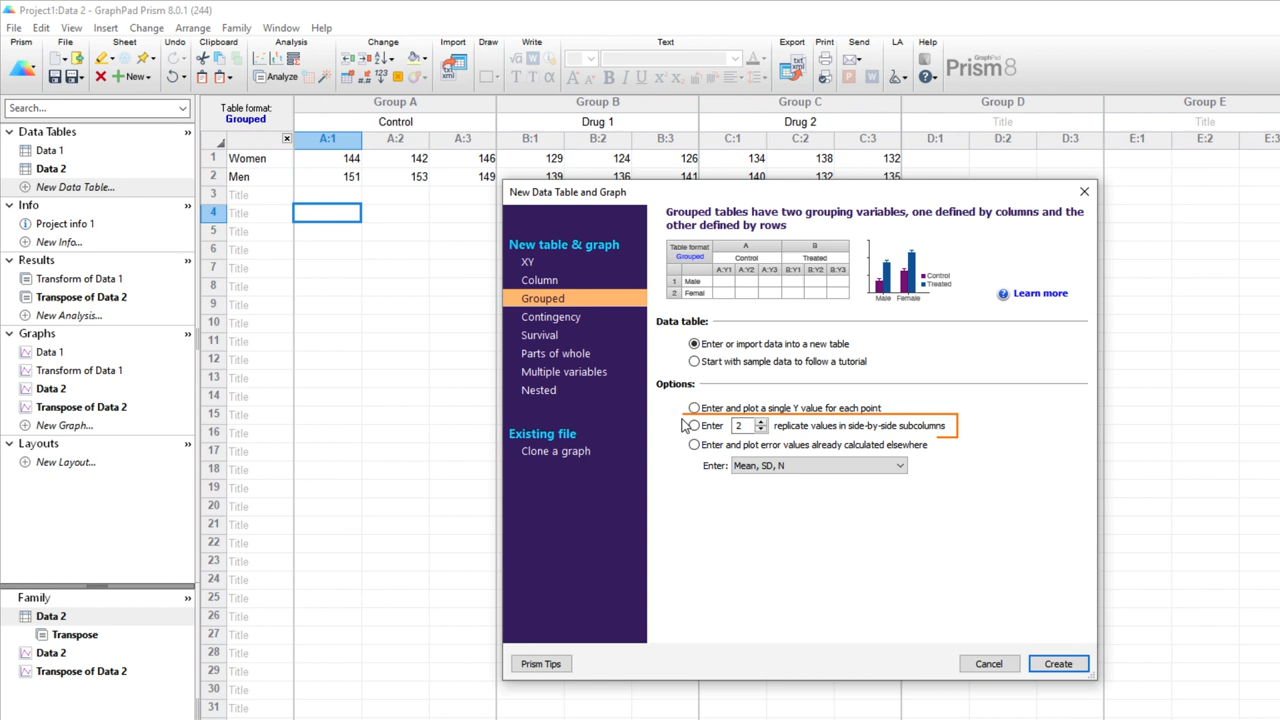 Project1:Data 2 - GraphPad Prism 8.0.1 (244)
File Edit View Insert Change Arrange Family Window Help
Prism File Sheet Undo Clipboard Analysis Change Import Draw Write Text Export Print Send LA Help
New Analyze
GraphPad Prism 8
Search...
Data Tables
Data 1
Data 2
New Data Table...
Info
Project info 1
New Info...
Results
Transform of Data 1
Transpose of Data 2
New Analysis...
Graphs
Data 1
Transform of Data 1
Data 2
Transpose of Data 2
New Graph...
Layouts
New Layout...
Family
Data 2
Transpose
Data 2
Transpose of Data 2
Table format:
Grouped
Group A Group B Group C Group D Group E
Control Drug 1 Drug 2 Title Title
A:1 A:2 A:3 B:1 B:2 B:3 C:1 C:2 C:3 D:1 D:2 D:3 E:1 E:2 E:3
1 Women 144 142 146 129 124 126 134 138 132
2 Men 151 153 149 139 136 141 140 132 135
3 Title
4 Title
5 Title
6 Title
7 Title
8 Title
9 Title
10 Title
11 Title
12 Title
13 Title
14 Title
15 Title
16 Title
17 Title
18 Title
19 Title
20 Title
21 Title
22 Title
23 Title
24 Title
25 Title
26 Title
27 Title
28 Title
29 Title
30 Title
31 Title
New Data Table and Graph
New table & graph
XY
Column
Grouped
Contingency
Survival
Parts of whole
Multiple variables
Nested
Existing file
Clone a graph
Grouped tables have two grouping variables, one defined by columns and the
other defined by rows
Table format
Grouped
A B
Control Treated
A:Y1 A:Y2 A:Y3 B:Y1 B:Y2 B:Y3
1 Male
2 Femal
Control
Treated
Male Female
Learn more
Data table:
Enter or import data into a new table
Start with sample data to follow a tutorial
Options:
Enter and plot a single Y value for each point
Enter 2 replicate values in side-by-side subcolumns
Enter and plot error values already calculated elsewhere
Enter: Mean, SD, N
Prism Tips Cancel Create